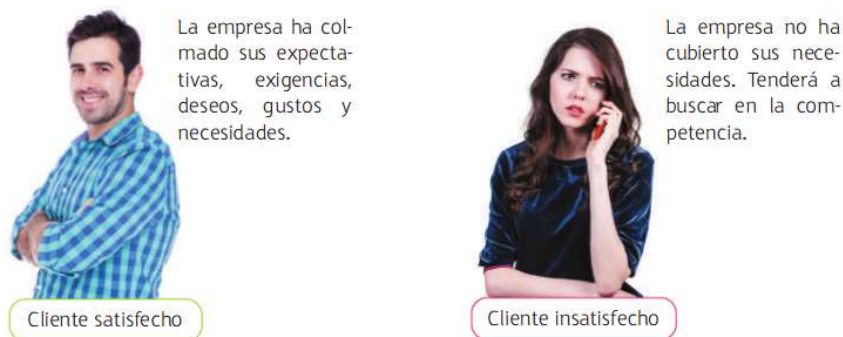 La empresa ha col-
mado sus expecta-
tivas, exigencias,
deseos, gustos y
necesidades.
Cliente satisfecho
La empresa no ha
cubierto sus nece-
sidades. Tenderá a
buscar en la com-
petencia.
Cliente insatisfecho